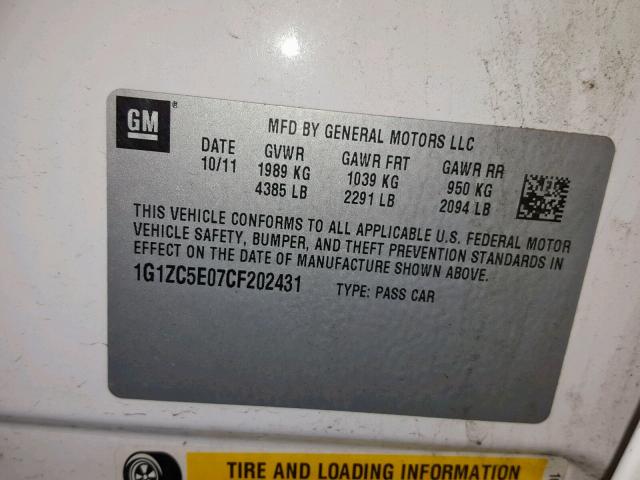 GM ®
MFD BY GENERAL MOTORS LLC
DATE GVWR GAWR FRT GAWR RR
10/11 1989 KG 1039 KG 950 KG
4385 LB 2291 LB 2094 LB
THIS VEHICLE CONFORMS TO ALL APPLICABLE U.S. FEDERAL MOTOR
VEHICLE SAFETY, BUMPER, AND THEFT PREVENTION STANDARDS IN
EFFECT ON THE DATE OF MANUFACTURE SHOWN ABOVE.
1G1ZC5E07CF202431 TYPE: PASS CAR
TIRE AND LOADING INFORMATION